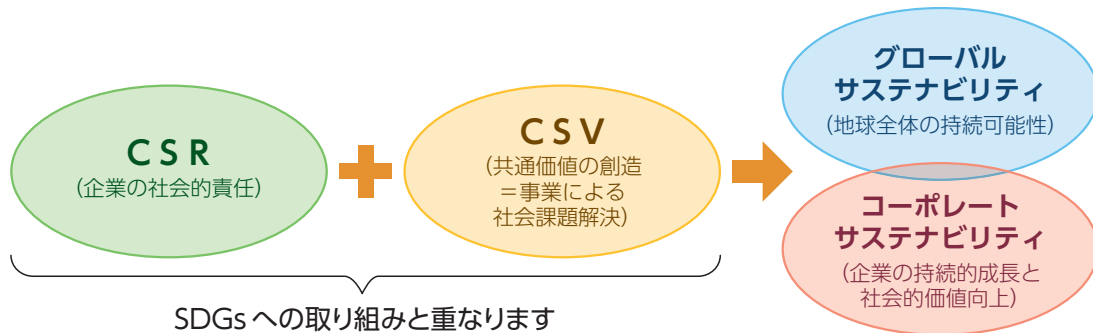 CSR
(企業の社会的責任)
CSV
(共通価値の創造
＝事業による
社会課題解決)
グローバル
サステナビリティ
(地球全体の持続可能性)
コーポレート
サステナビリティ
(企業の持続的成長と
社会的価値向上)
SDGsへの取り組みと重なります